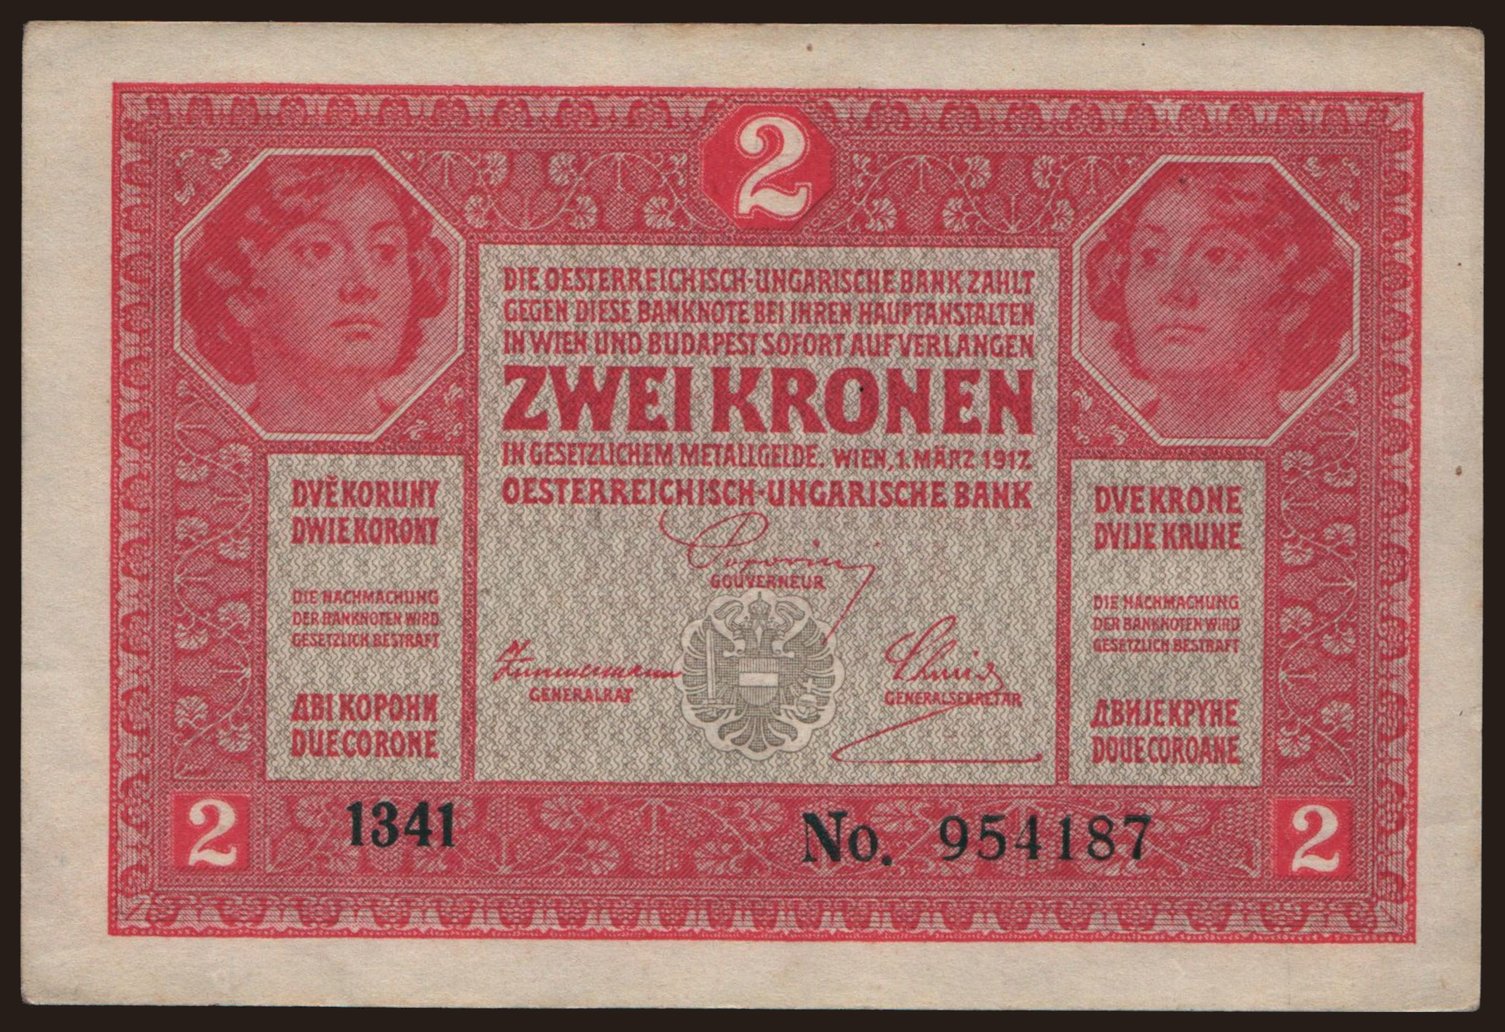 2
DIE OESTERREICHISCH-UNGARISCHE BANK ZAHLT
GEGEN DIESE BANKNOTE BEI IHREN HAUPTANSTALTEN
IN WIEN UND BUDAPEST SOFORT AUF VERLANGEN
ZWEI KRONEN
IN GESETZLICHEM METALLGELDE. WIEN, 1. MÄRZ 1917.
OESTERREICHISCH-UNGARISCHE BANK
Popovics
GOUVERNEUR
GENERALRAT
GENERALSEKRETÄR
DVĚ KORUNY
DWIE KORONY
DIE NACHMACHUNG
DER BANKNOTEN WIRD
GESETZLICH BESTRAFT
ДВІ КОРОНИ
DUE CORONE
DVE KRONE
DVIJE KRUNE
DIE NACHMACHUNG
DER BANKNOTEN WIRD
GESETZLICH BESTRAFT
ДВИЈЕ КРУНЕ
DOUE COROANE
2
1341
No. 954187
2